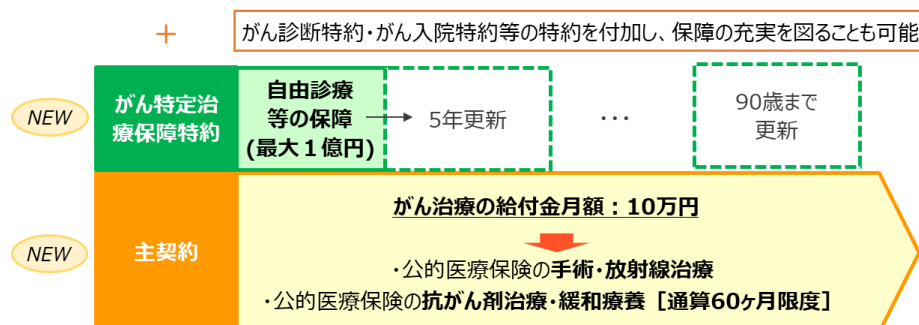 +
がん診断特約・がん入院特約等の特約を付加し、保障の充実を図ることも可能
NEW
がん特定治
療保障特約
自由診療
等の保障
(最大１億円)
5年更新
…
90歳まで
更新
NEW
主契約
がん治療の給付金月額：10万円
・公的医療保険の手術・放射線治療
・公的医療保険の抗がん剤治療・緩和療養［通算60ヶ月限度］